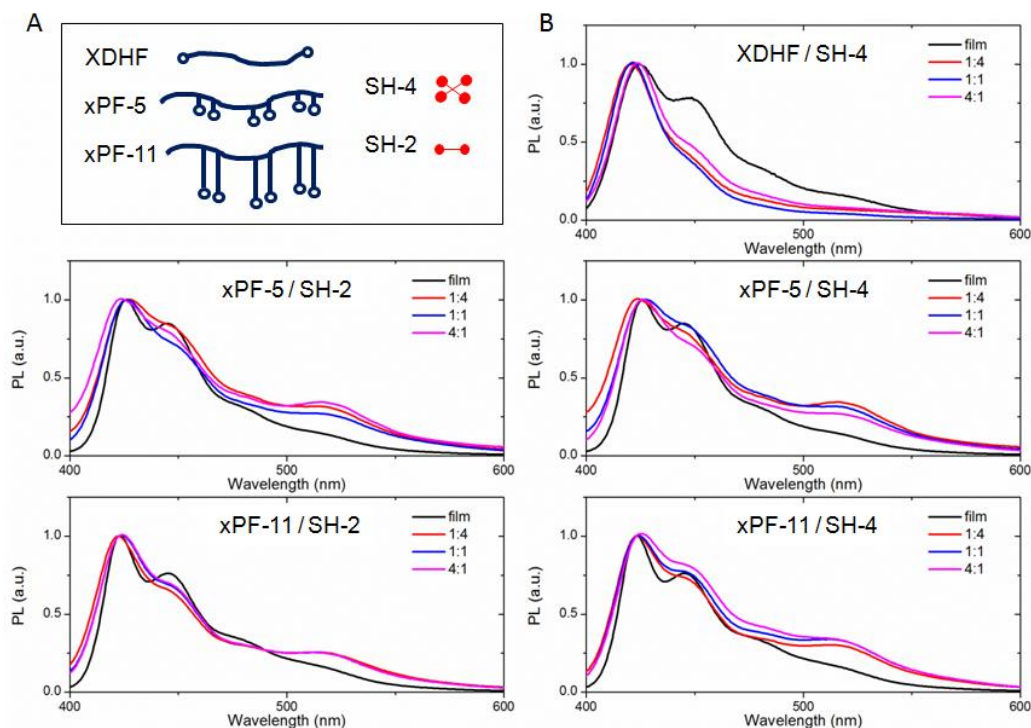 A
XDHF
xPF-5
xPF-11
SH-4
SH-2
B
XDHF / SH-4
film
1:4
1:1
4:1
PL (a.u.)
1.0
0.5
0.0
400
500
600
Wavelength (nm)
xPF-5 / SH-2
film
1:4
1:1
4:1
PL (a.u.)
1.0
0.5
0.0
400
500
600
Wavelength (nm)
xPF-5 / SH-4
film
1:4
1:1
4:1
PL (a.u.)
1.0
0.5
0.0
400
500
600
Wavelength (nm)
xPF-11 / SH-2
film
1:4
1:1
4:1
PL (a.u.)
1.0
0.5
0.0
400
500
600
Wavelength (nm)
xPF-11 / SH-4
film
1:4
1:1
4:1
PL (a.u.)
1.0
0.5
0.0
400
500
600
Wavelength (nm)